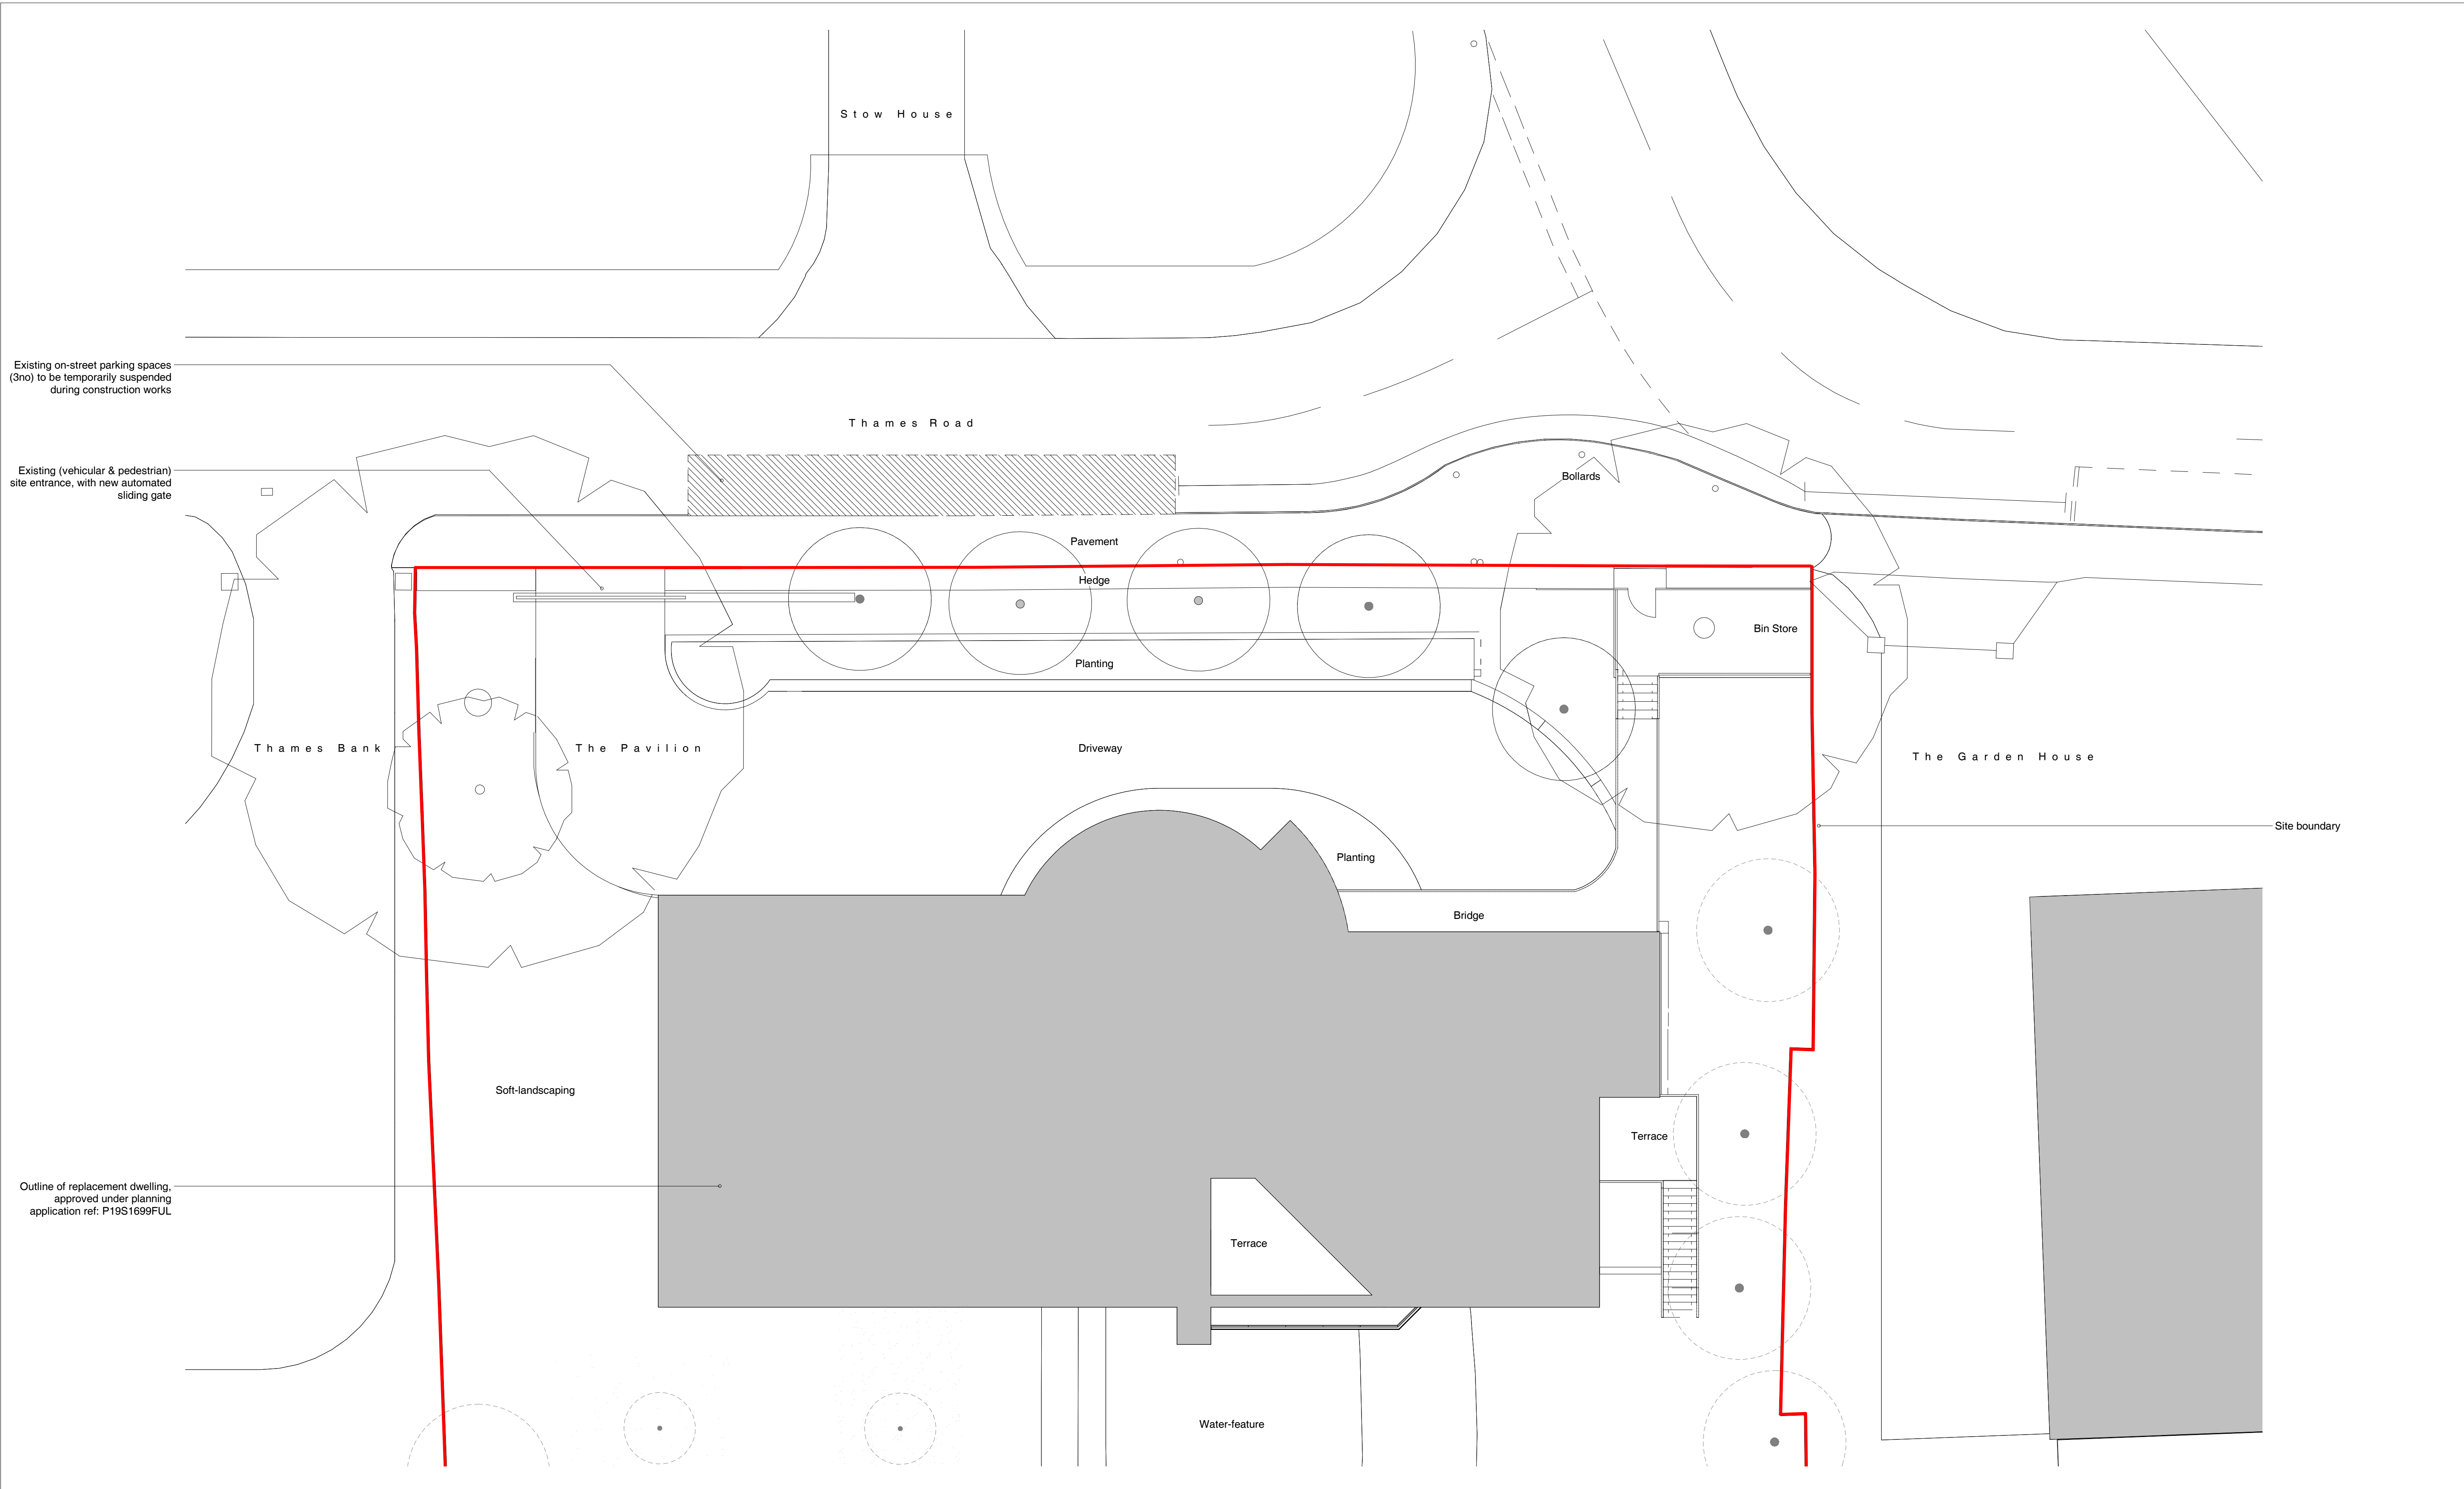 Stow House
Existing on-street parking spaces
(3no) to be temporarily suspended
during construction works
Thames Road
Existing (vehicular & pedestrian)
site entrance, with new automated
sliding gate
Bollards
Pavement
Hedge
Bin Store
Planting
Thames Bank
The Pavilion
Driveway
The Garden House
Site boundary
Planting
Bridge
Soft-landscaping
Terrace
Outline of replacement dwelling,
approved under planning
application ref: P19S1699FUL
Terrace
Water-feature